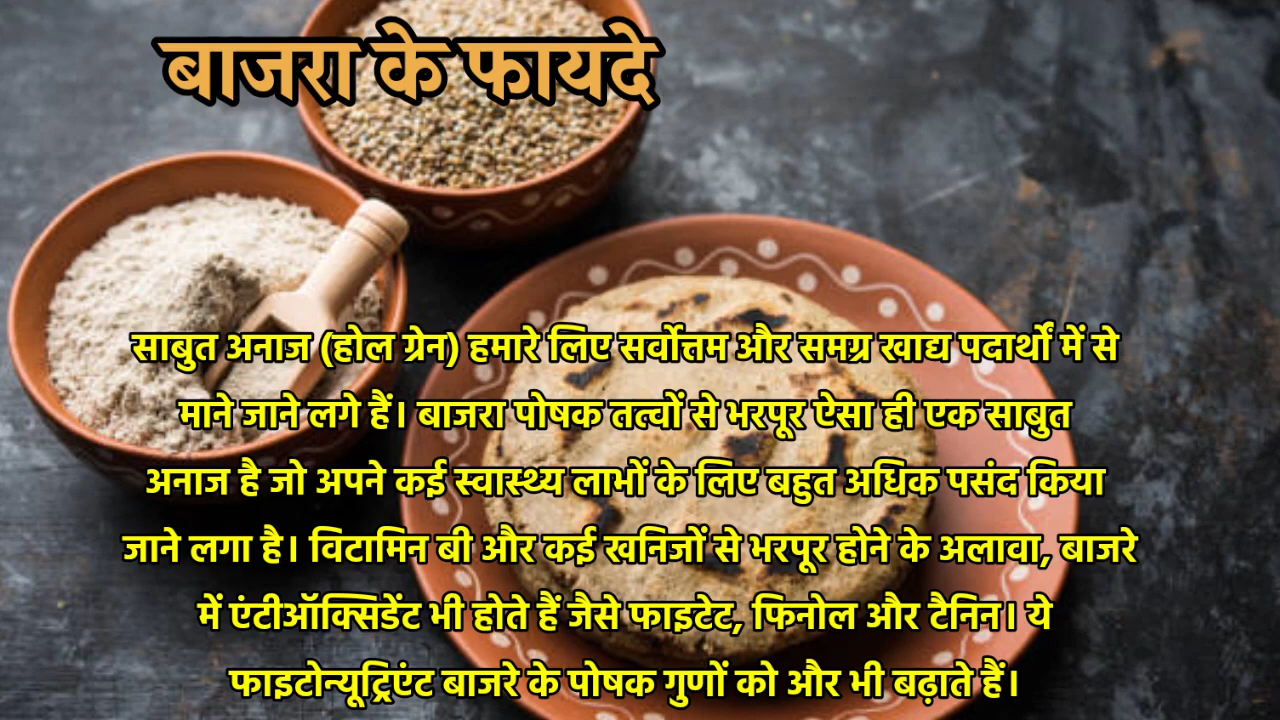 बाजरा के फायदे
साबुत अनाज (होल ग्रेन) हमारे लिए सर्वोत्तम और समग्र खाद्य पदार्थों में से
माने जाने लगे हैं। बाजरा पोषक तत्वों से भरपूर ऐसा ही एक साबुत
अनाज है जो अपने कई स्वास्थ्य लाभों के लिए बहुत अधिक पसंद किया
जाने लगा है। विटामिन बी और कई खनिजों से भरपूर होने के अलावा, बाजरे
में एंटीऑक्सिडेंट भी होते हैं जैसे फाइटेट, फिनोल और टैनिन। ये
फाइटोन्यूट्रिएंट बाजरे के पोषक गुणों को और भी बढ़ाते हैं।